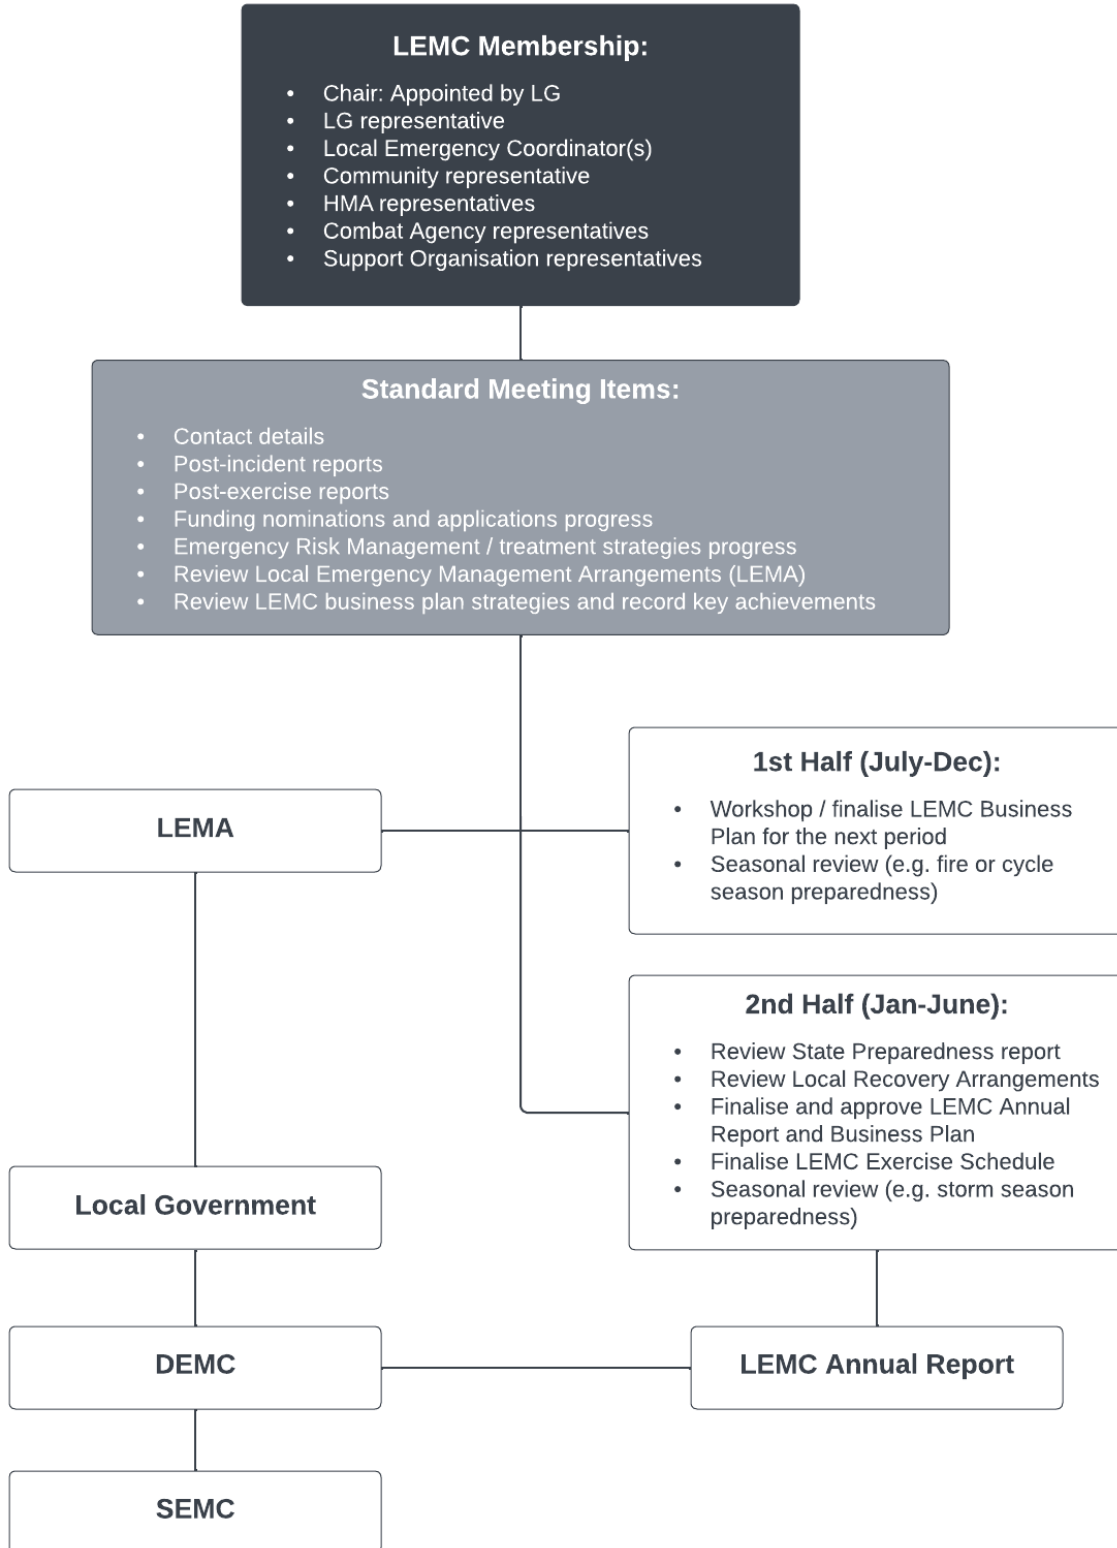 LEMC Membership:
• Chair: Appointed by LG
• LG representative
• Local Emergency Coordinator(s)
• Community representative
• HMA representatives
• Combat Agency representatives
• Support Organisation representatives
Standard Meeting Items:
• Contact details
• Post-incident reports
• Post-exercise reports
• Funding nominations and applications progress
• Emergency Risk Management / treatment strategies progress
• Review Local Emergency Management Arrangements (LEMA)
• Review LEMC business plan strategies and record key achievements
LEMA
1st Half (July-Dec):
• Workshop / finalise LEMC Business
Plan for the next period
• Seasonal review (e.g. fire or cycle
season preparedness)
2nd Half (Jan-June):
• Review State Preparedness report
• Review Local Recovery Arrangements
• Finalise and approve LEMC Annual
Report and Business Plan
• Finalise LEMC Exercise Schedule
• Seasonal review (e.g. storm season
preparedness)
Local Government
DEMC
LEMC Annual Report
SEMC